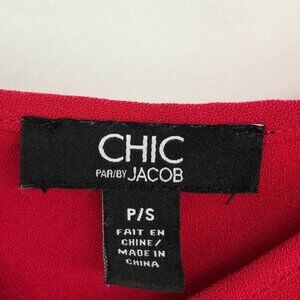 CHIC
PAR/BY JACOB
P/S
FAIT EN
CHINE/
MADE IN
CHINA